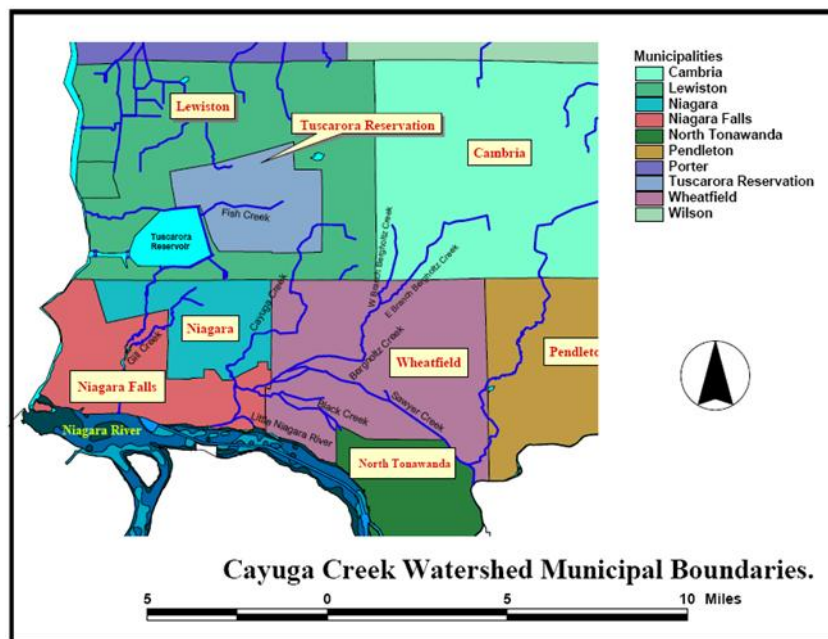 Municipalities
Cambria
Lewiston
Niagara
Niagara Falls
North Tonawanda
Pendleton
Porter
Tuscarora Reservation
Wheatfield
Wilson
Lewiston
Tuscarora Reservation
Cambria
Fish Creek
Tuscarora
Reservoir
W Branch Bergholtz Creek
E Branch Bergholtz Creek
Cayuga Creek
Niagara
Gill Creek
Bergholtz Creek
Wheatfield
Pendleto
Niagara Falls
Sawyer Creek
Black Creek
Little Niagara River
Niagara River
North Tonawanda
Cayuga Creek Watershed Municipal Boundaries.
5 0 5 10 Miles